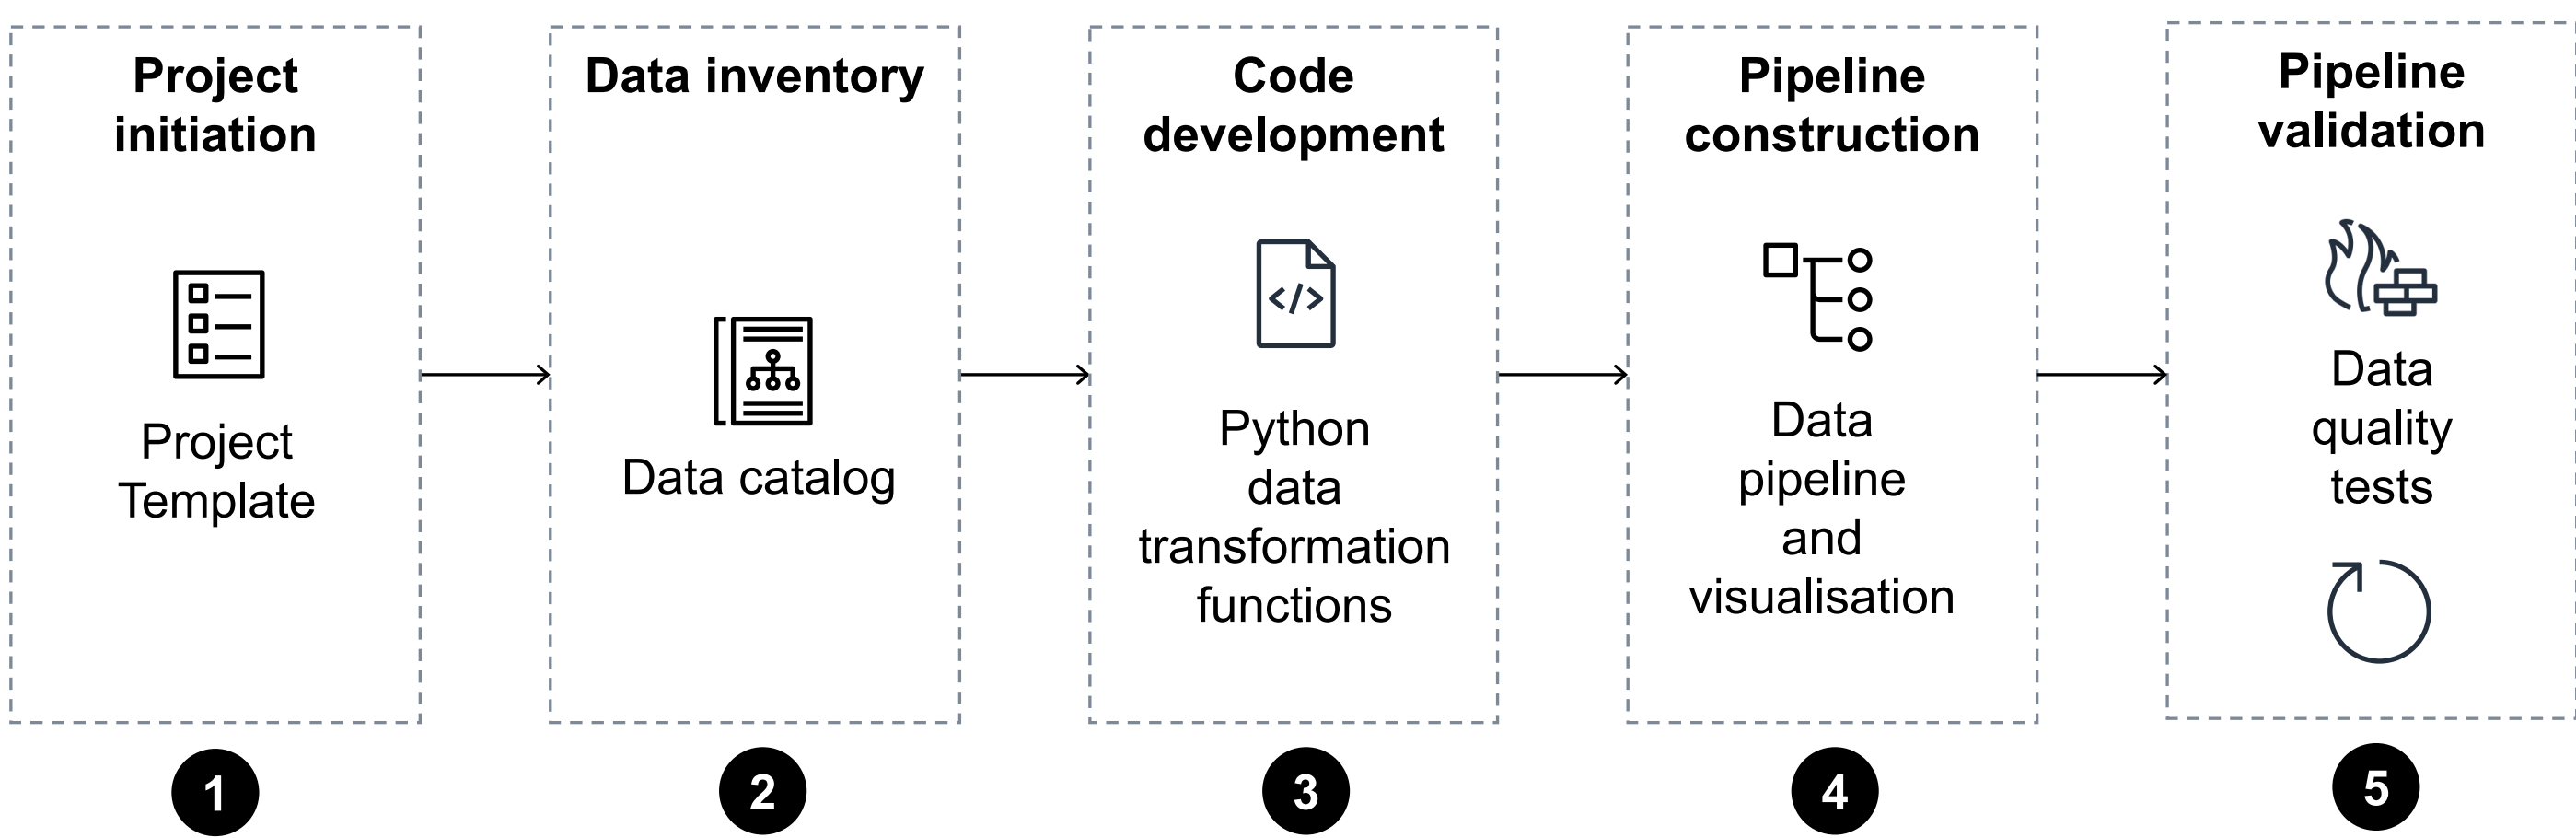 Project
initiation
Project
Template
1
Data inventory
Data catalog
2
Code
development
</>
Python
data
transformation
functions
3
Pipeline
construction
Data
pipeline
and
visualisation
4
Pipeline
validation
Data
quality
tests
5